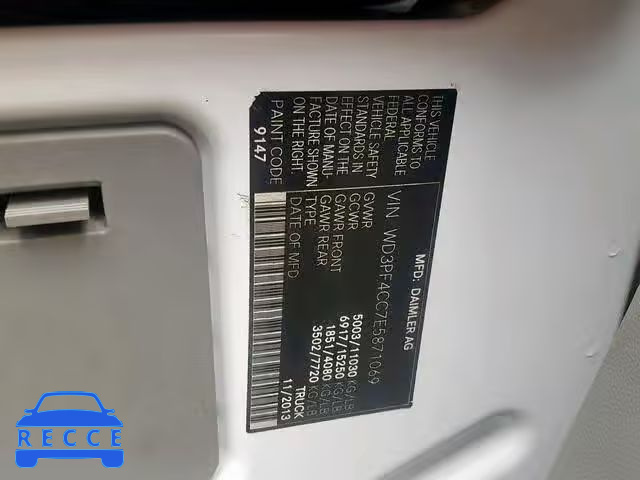 MFD: DAIMLER AG
VIN WD3PF4CC7E5871069
GVWR 5003/11030 KG/LB
GCWR 6917/15250 KG/LB
GAWR FRONT 1851/4080 KG/LB
GAWR REAR 3502/7720 KG/LB
TYPE TRUCK
DATE OF MFD 11/2013
THIS VEHICLE
CONFORMS TO
ALL APPLICABLE
FEDERAL
VEHICLE SAFETY
STANDARDS IN
EFFECT ON THE
DATE OF MANU-
FACTURE SHOWN
ON THE RIGHT.
PAINT CODE
9147
RECCE